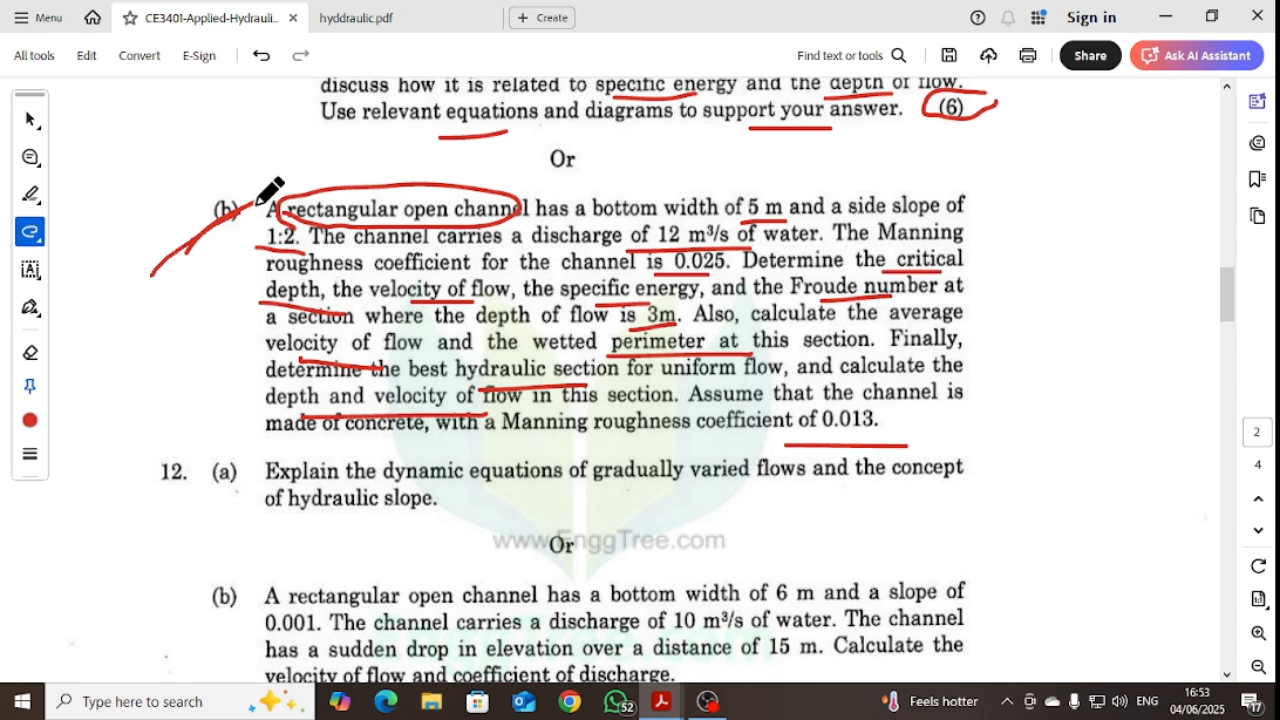 Menu
CE3401-Applied-Hydrauli...
hyddraulic.pdf
Create
Sign in
All tools
Edit
Convert
E-Sign
Find text or tools
Share
Ask AI Assistant
discuss how it is related to specific energy and the depth of flow.
Use relevant equations and diagrams to support your answer. (6)
Or
(b) A rectangular open channel has a bottom width of 5 m and a side slope of
1:2. The channel carries a discharge of 12 m³/s of water. The Manning
roughness coefficient for the channel is 0.025. Determine the critical
depth, the velocity of flow, the specific energy, and the Froude number at
a section where the depth of flow is 3m. Also, calculate the average
velocity of flow and the wetted perimeter at this section. Finally,
determine the best hydraulic section for uniform flow, and calculate the
depth and velocity of flow in this section. Assume that the channel is
made of concrete, with a Manning roughness coefficient of 0.013.
12. (a) Explain the dynamic equations of gradually varied flows and the concept
of hydraulic slope.
www.EnggTree.com
Or
(b) A rectangular open channel has a bottom width of 6 m and a slope of
0.001. The channel carries a discharge of 10 m³/s of water. The channel
has a sudden drop in elevation over a distance of 15 m. Calculate the
velocity of flow and coefficient of discharge.
2
4
Type here to search
52
Feels hotter
ENG
16:53
04/06/2025
17